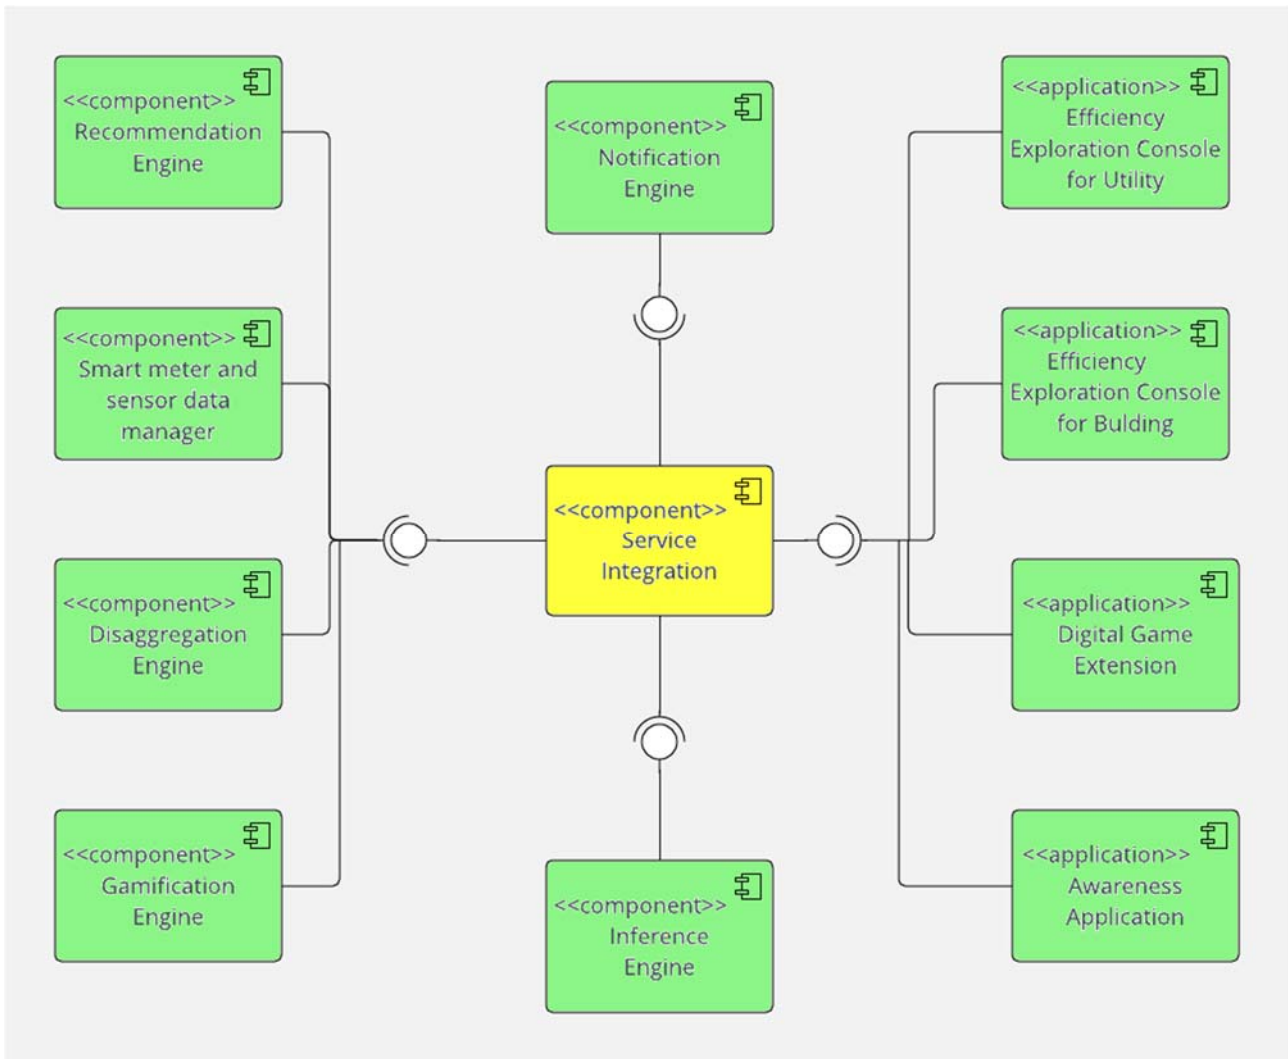 <<component>>
Recommendation
Engine
<<component>>
Smart meter and
sensor data
manager
<<component>>
Disaggregation
Engine
<<component>>
Gamification
Engine
<<component>>
Notification
Engine
<<component>>
Service
Integration
<<component>>
Inference
Engine
<<application>>
Efficiency
Exploration Console
for Utility
<<application>>
Efficiency
Exploration Console
for Bulding
<<application>>
Digital Game
Extension
<<application>>
Awareness
Application